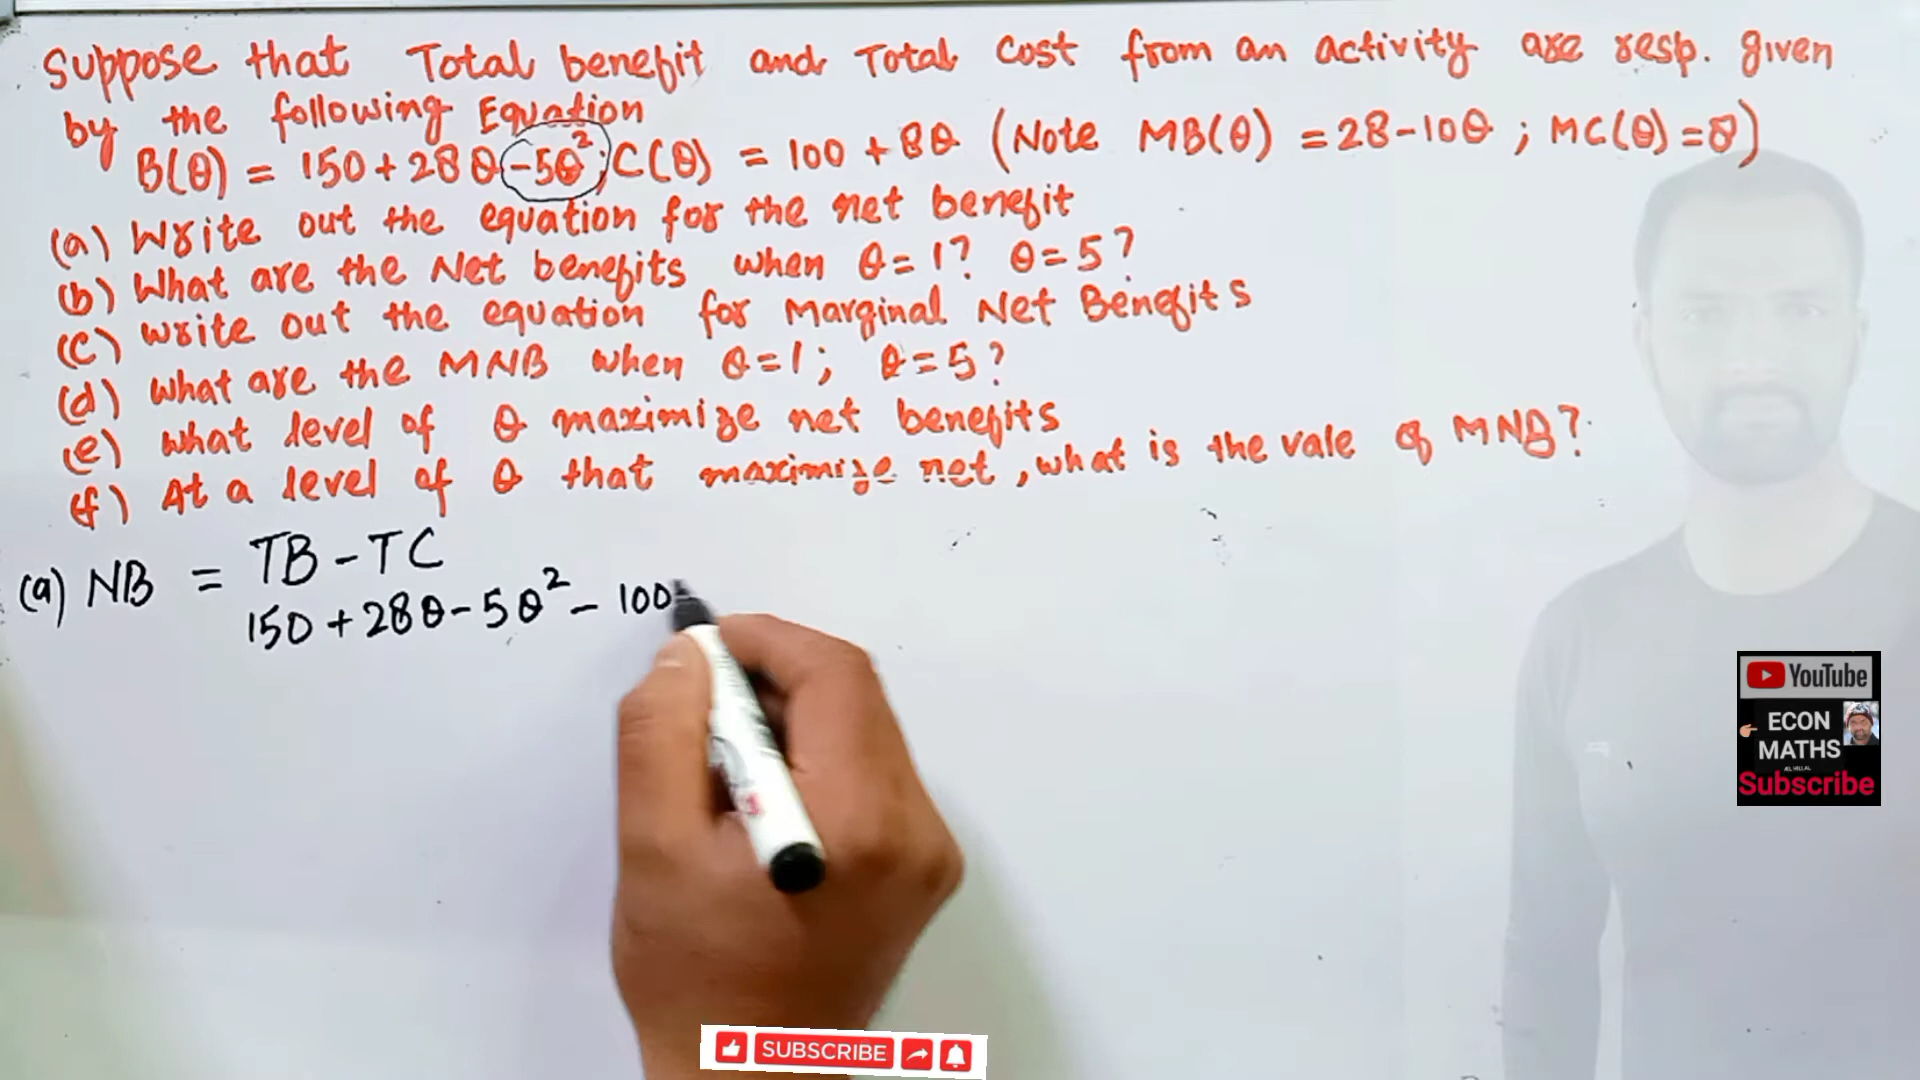 Suppose that Total benefit and Total Cost from an activity are resp. given
by the following Equation
B(θ) = 150 + 28θ - 5θ²; C(θ) = 100 + 8θ (Note MB(θ) = 28 - 10θ ; MC(θ) = 8)
(a) Write out the equation for the net benefit
(b) What are the Net benefits when θ = 1? θ = 5?
(c) write out the equation for Marginal Net Benefits
(d) what are the MNB when θ = 1; θ = 5?
(e) what level of θ maximize net benefits
(f) At a level of θ that maximize net, what is the vale of MNB?
(a) NB = TB - TC
150 + 28θ - 5θ² - 100
YouTube
ECON
MATHS
Subscribe
SUBSCRIBE